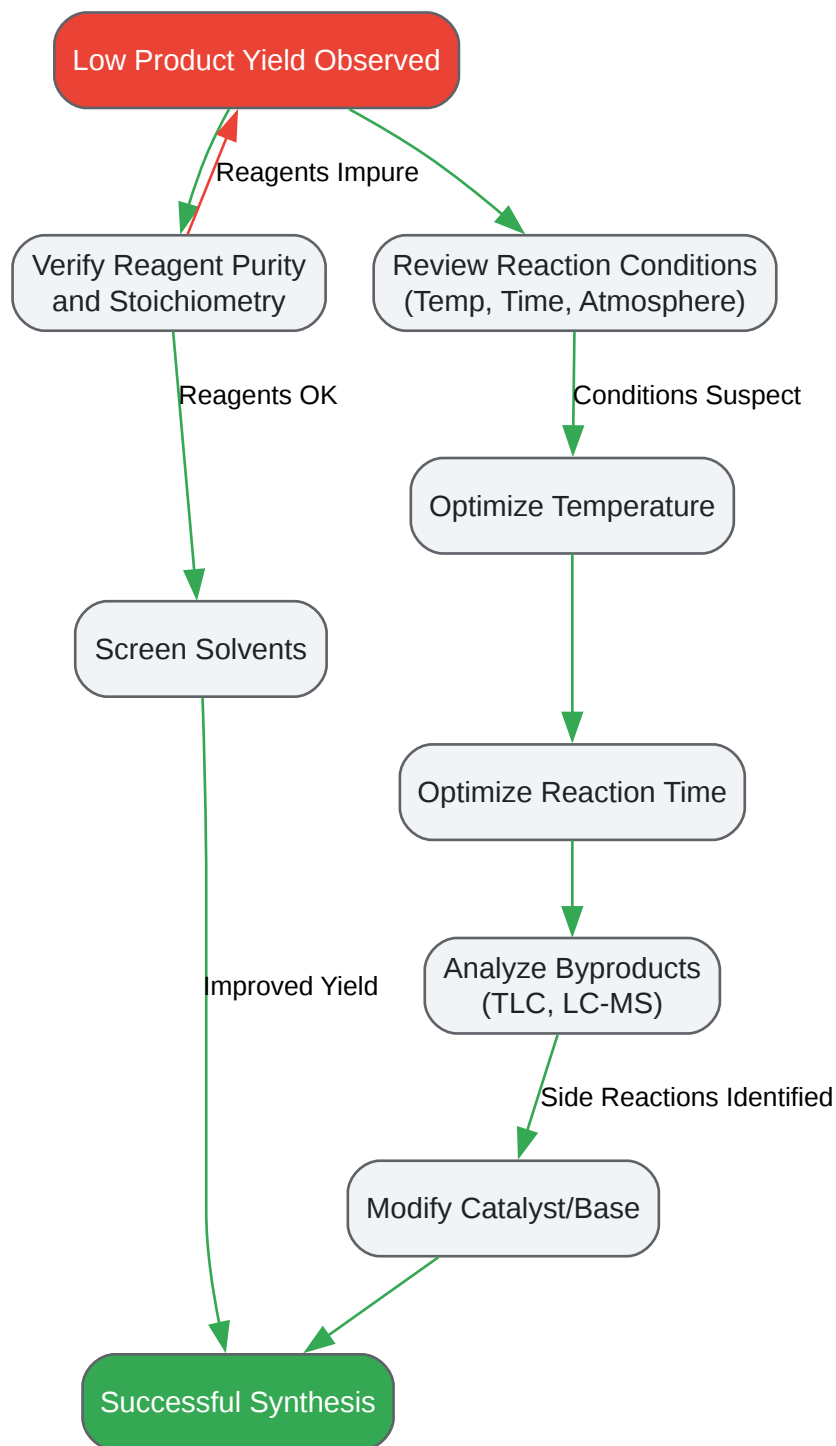 Low Product Yield Observed
Reagents Impure
Verify Reagent Purity
and Stoichiometry
Review Reaction Conditions
(Temp, Time, Atmosphere)
Reagents OK
Conditions Suspect
Optimize Temperature
Screen Solvents
Optimize Reaction Time
Analyze Byproducts
(TLC, LC-MS)
Improved Yield
Side Reactions Identified
Modify Catalyst/Base
Successful Synthesis